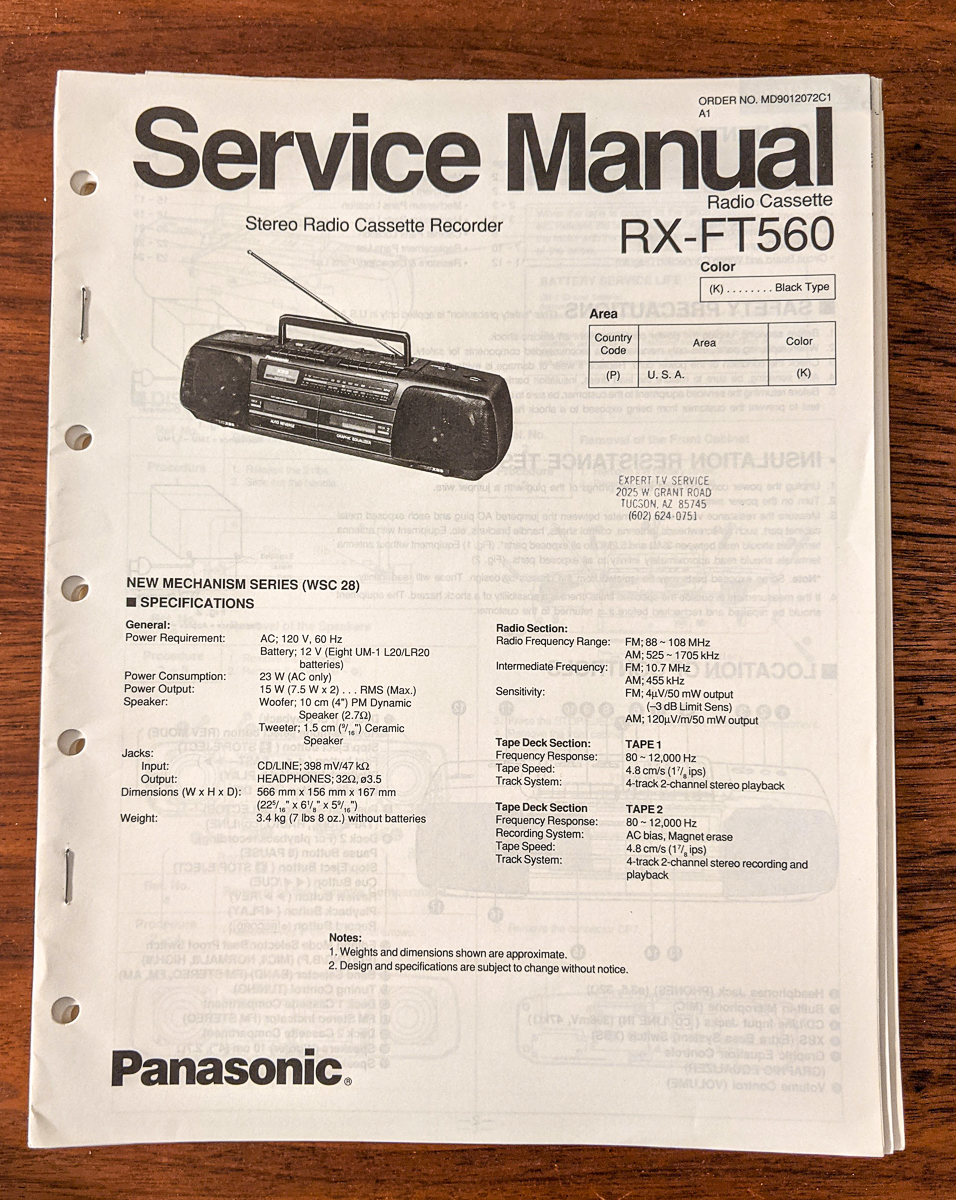 ORDER NO. MD9012072C1
A1
Service Manual
Radio Cassette
Stereo Radio Cassette Recorder
RX-FT560
Color
(K) . . . . . . . . Black Type
Area
Country Code Area Color
(P) U. S. A. (K)
EXPERT TV SERVICE
2025 W GRANT ROAD
TUCSON, AZ 85745
(602) 624-0751
NEW MECHANISM SERIES (WSC 28)
■ SPECIFICATIONS
General:
Power Requirement: AC; 120 V, 60 Hz
Battery; 12 V (Eight UM-1 L20/LR20
batteries)
Power Consumption: 23 W (AC only)
Power Output: 15 W (7.5 W x 2) . . . RMS (Max.)
Speaker: Woofer; 10 cm (4") PM Dynamic
Speaker (2.7Ω)
Tweeter; 1.5 cm (9/16") Ceramic
Speaker
Jacks:
Input: CD/LINE; 398 mV/47 kΩ
Output: HEADPHONES; 32Ω, ø3.5
Dimensions (W x H x D): 566 mm x 156 mm x 167 mm
(22 5/16" x 6 1/8" x 5 9/16")
Weight: 3.4 kg (7 lbs 8 oz.) without batteries
Radio Section:
Radio Frequency Range: FM; 88 ~ 108 MHz
AM; 525 ~ 1705 kHz
Intermediate Frequency: FM; 10.7 MHz
AM; 455 kHz
Sensitivity: FM; 4μV/50 mW output
(–3 dB Limit Sens)
AM; 120μV/m/50 mW output
Tape Deck Section: TAPE 1
Frequency Response: 80 ~ 12,000 Hz
Tape Speed: 4.8 cm/s (1 7/8 ips)
Track System: 4-track 2-channel stereo playback
Tape Deck Section TAPE 2
Frequency Response: 80 ~ 12,000 Hz
Recording System: AC bias, Magnet erase
Tape Speed: 4.8 cm/s (1 7/8 ips)
Track System: 4-track 2-channel stereo recording and
playback
Notes:
1. Weights and dimensions shown are approximate.
2. Design and specifications are subject to change without notice.
Panasonic®